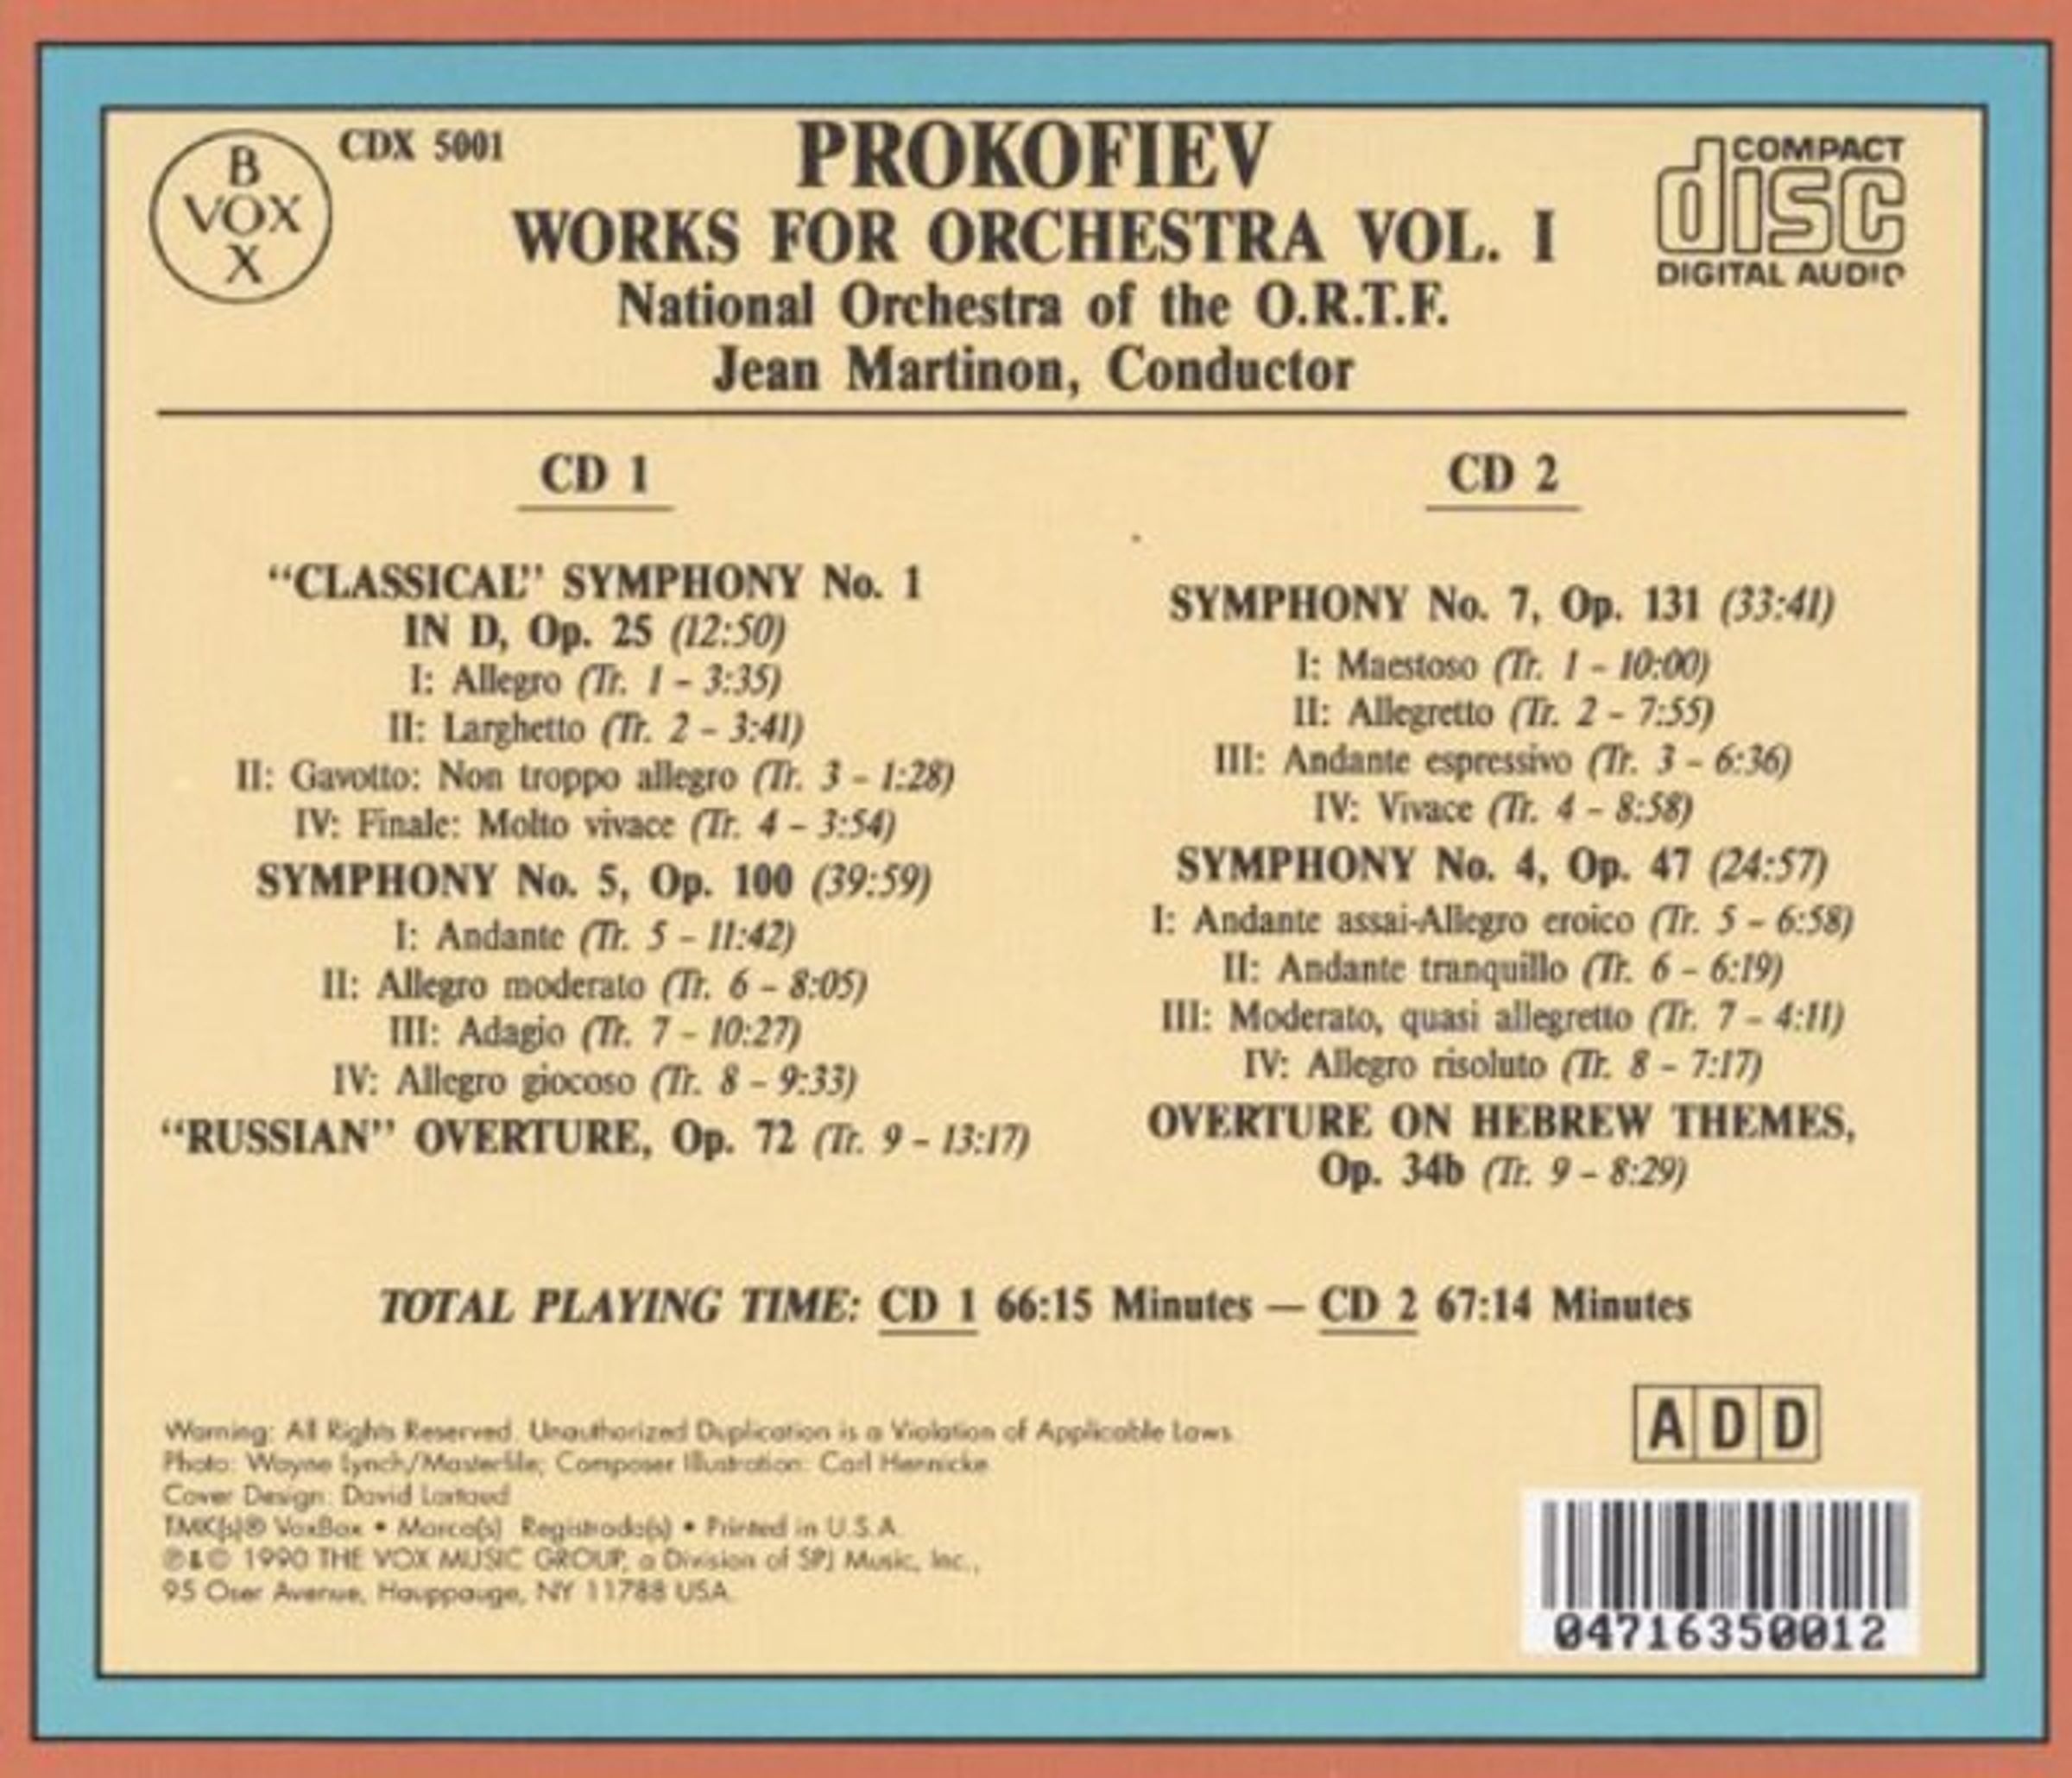 B
VOX
X
CDX 5001
PROKOFIEV
WORKS FOR ORCHESTRA VOL. I
National Orchestra of the O.R.T.F.
Jean Martinon, Conductor
COMPACT
disc
DIGITAL AUDIO
CD 1
“CLASSICAL” SYMPHONY No. 1
IN D, Op. 25 (12:50)
I: Allegro (Tr. 1 – 3:35)
II: Larghetto (Tr. 2 – 3:41)
II: Gavotto: Non troppo allegro (Tr. 3 – 1:28)
IV: Finale: Molto vivace (Tr. 4 – 3:54)
SYMPHONY No. 5, Op. 100 (39:59)
I: Andante (Tr. 5 – 11:42)
II: Allegro moderato (Tr. 6 – 8:05)
III: Adagio (Tr. 7 – 10:27)
IV: Allegro giocoso (Tr. 8 – 9:33)
“RUSSIAN” OVERTURE, Op. 72 (Tr. 9 – 13:17)
CD 2
SYMPHONY No. 7, Op. 131 (33:41)
I: Maestoso (Tr. 1 – 10:00)
II: Allegretto (Tr. 2 – 7:55)
III: Andante espressivo (Tr. 3 – 6:36)
IV: Vivace (Tr. 4 – 8:58)
SYMPHONY No. 4, Op. 47 (24:57)
I: Andante assai-Allegro eroico (Tr. 5 – 6:58)
II: Andante tranquillo (Tr. 6 – 6:19)
III: Moderato, quasi allegretto (Tr. 7 – 4:11)
IV: Allegro risoluto (Tr. 8 – 7:17)
OVERTURE ON HEBREW THEMES,
Op. 34b (Tr. 9 – 8:29)
TOTAL PLAYING TIME: CD 1 66:15 Minutes — CD 2 67:14 Minutes
Warning: All Rights Reserved. Unauthorized Duplication is a Violation of Applicable Laws.
Photo: Wayne Lynch/Masterfile; Composer Illustration: Carl Hennicke
Cover Design: David Lartaud
TMK(s)® VoxBox • Marca(s) Registrada(s) • Printed in U.S.A.
℗&© 1990 THE VOX MUSIC GROUP, a Division of SPJ Music, Inc.,
95 Oser Avenue, Hauppauge, NY 11788 USA.
ADD
04716350012